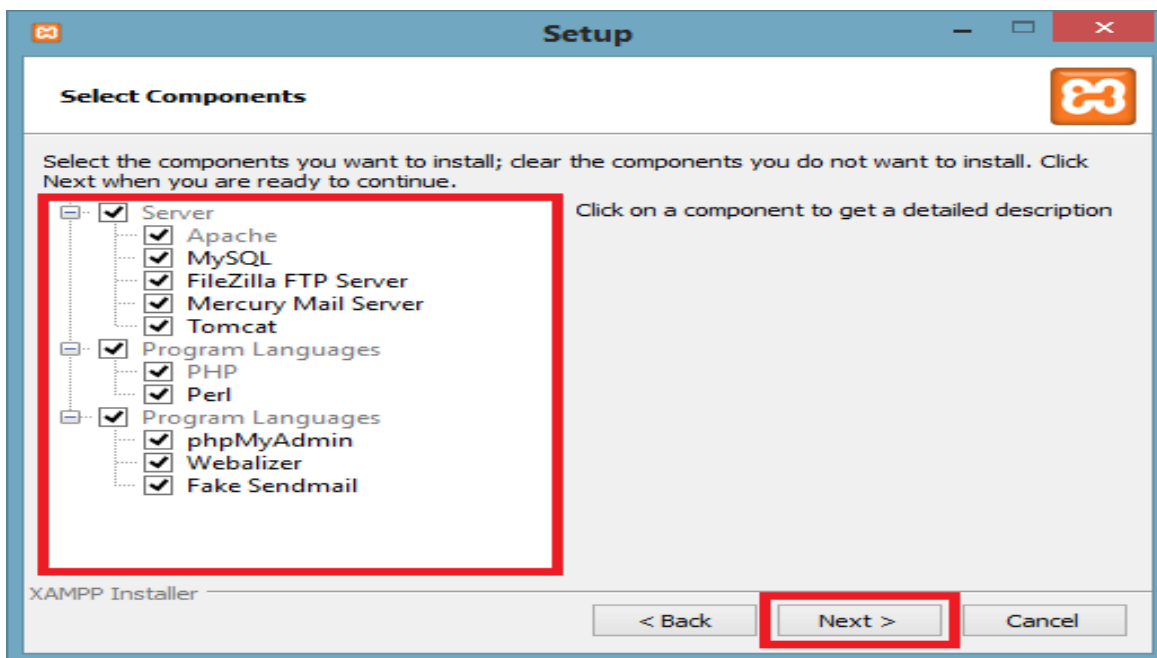 Setup
Select Components
Select the components you want to install; clear the components you do not want to install. Click
Next when you are ready to continue.
Server
Apache
MySQL
FileZilla FTP Server
Mercury Mail Server
Tomcat
Program Languages
PHP
Perl
Program Languages
phpMyAdmin
Webalizer
Fake Sendmail
Click on a component to get a detailed description
XAMPP Installer
< Back
Next >
Cancel